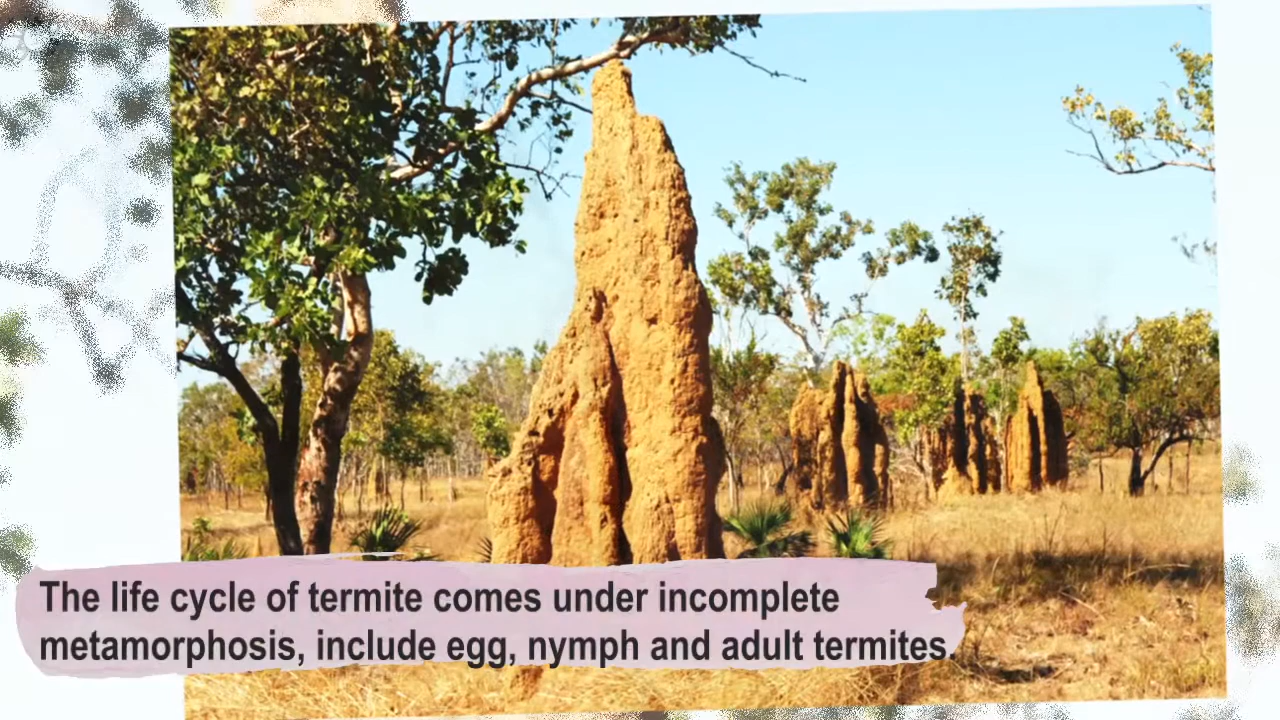 The life cycle of termite comes under incomplete
metamorphosis, include egg, nymph and adult termites.